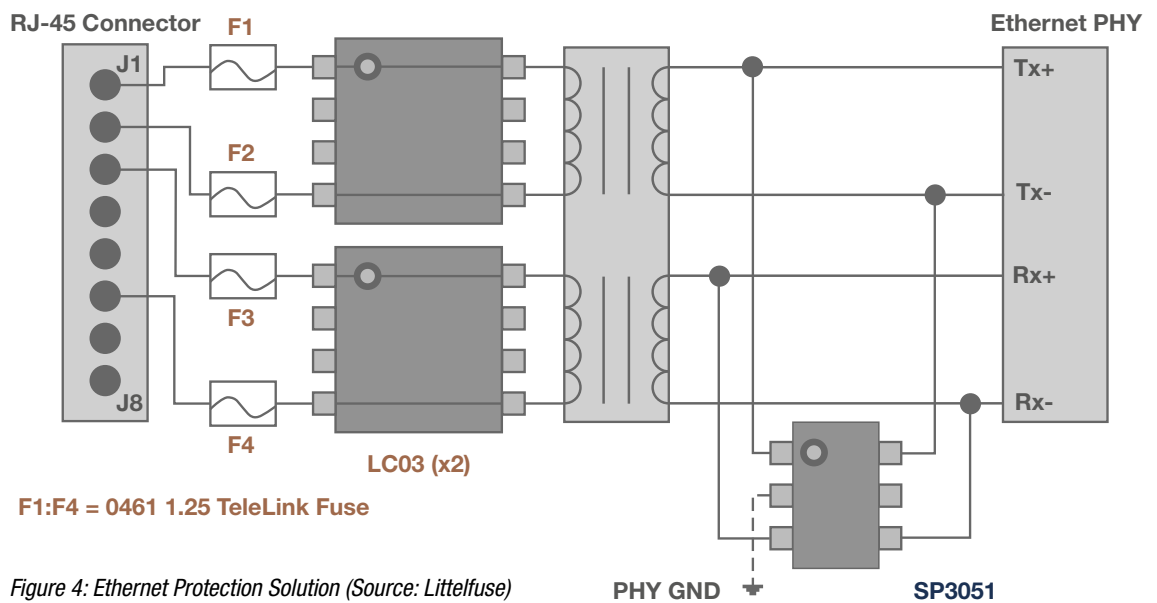 RJ-45 Connector
F1
Ethernet PHY
J1
Tx+
F2
Tx-
Rx+
F3
J8
Rx-
F4
LC03 (x2)
F1:F4 = 0461 1.25 TeleLink Fuse
Figure 4: Ethernet Protection Solution (Source: Littelfuse)
PHY GND
SP3051